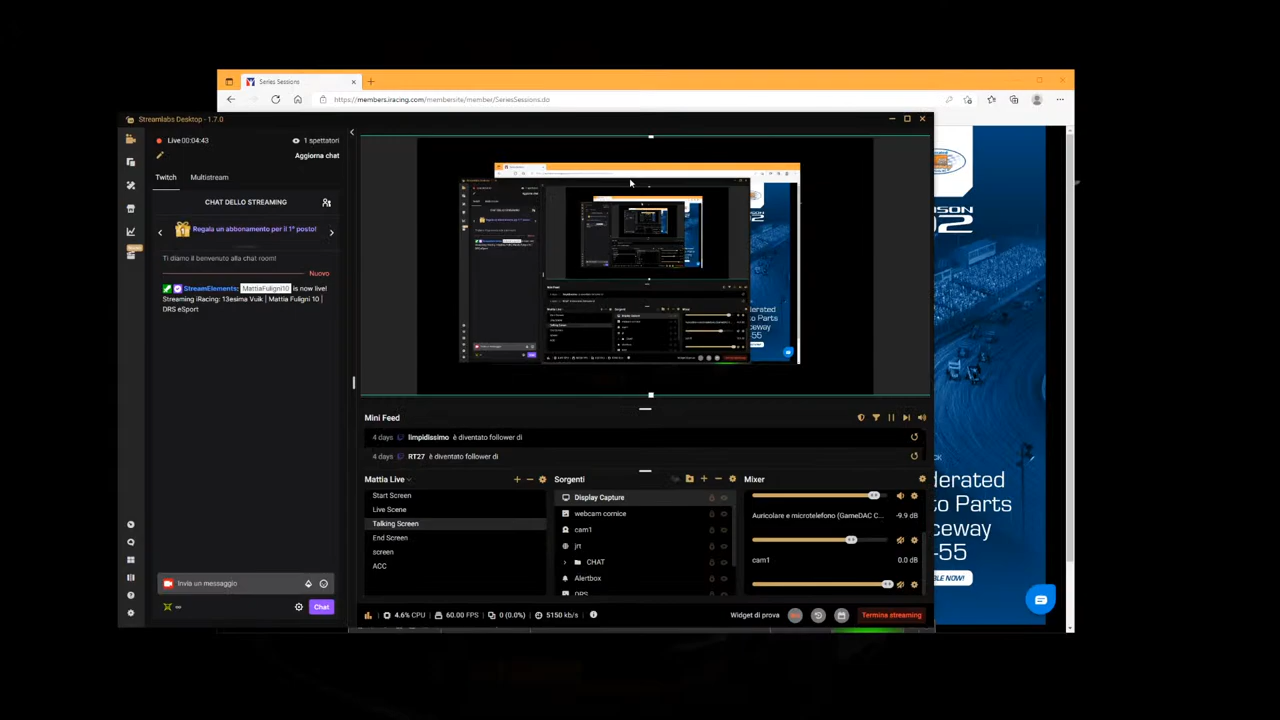 Series Sessions
https://members.iracing.com/membersite/member/SeriesSessions.do
Streamlabs Desktop - 1.7.0
Live 00:04:43
1 spettatori
Aggiorna chat
Twitch
Multistream
CHAT DELLO STREAMING
Regala un abbonamento per il 1° posto!
Ti diamo il benvenuto alla chat room!
Nuovo
StreamElements: MattiaFuligni10 is now live!
Streaming iRacing: 13esima Vuik | Mattia Fuligni 10 |
DRS eSport
Invia un messaggio
Chat
Mini Feed
4 days limpidissimo è diventato follower di
4 days RT27 è diventato follower di
Mattia Live
Start Screen
Live Scene
Talking Screen
End Screen
screen
ACC
Sorgenti
Display Capture
webcam cornice
cam1
jrt
CHAT
Alertbox
Mixer
Auricolare e microtelefono (GameDAC C... -9.9 dB
cam1 0.0 dB
4.6% CPU
60.00 FPS
0 (0.0%)
5150 kb/s
Widget di prova
REC
Termina streaming
 derated
o Parts
ceway
-55
BLE NOW!